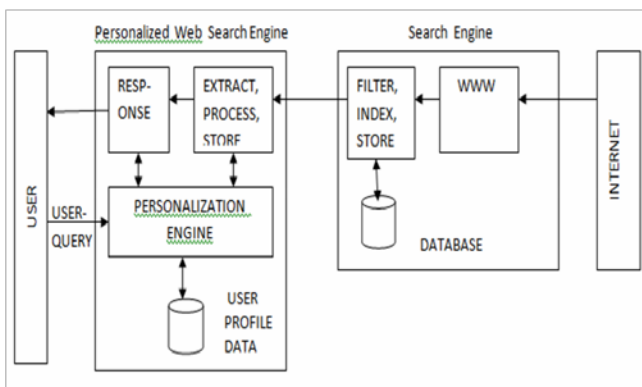 Personalized Web Search Engine
Search Engine
USER
RESP-
ONSE
EXTRACT,
PROCESS,
STORE
FILTER,
INDEX,
STORE
WWW
INTERNET
USER-
QUERY
PERSONALIZATION
ENGINE
USER
PROFILE
DATA
DATABASE